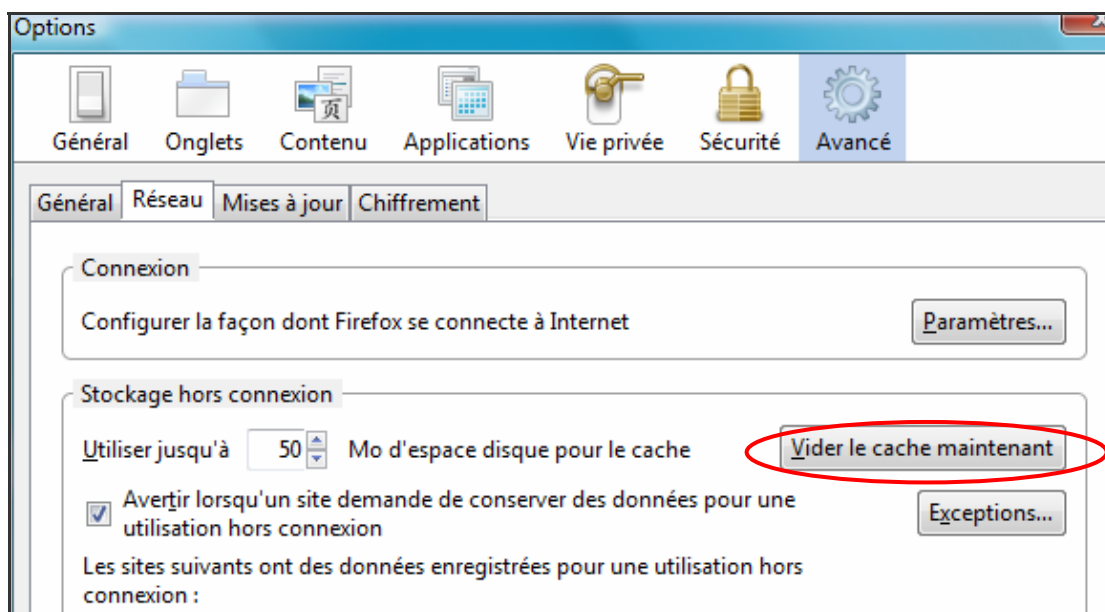 Options
Général Onglets Contenu Applications Vie privée Sécurité Avancé
Général Réseau Mises à jour Chiffrement
Connexion
Configurer la façon dont Firefox se connecte à Internet Paramètres...
Stockage hors connexion
Utiliser jusqu'à 50 Mo d'espace disque pour le cache Vider le cache maintenant
Avertir lorsqu'un site demande de conserver des données pour une
utilisation hors connexion Exceptions...
Les sites suivants ont des données enregistrées pour une utilisation hors
connexion :